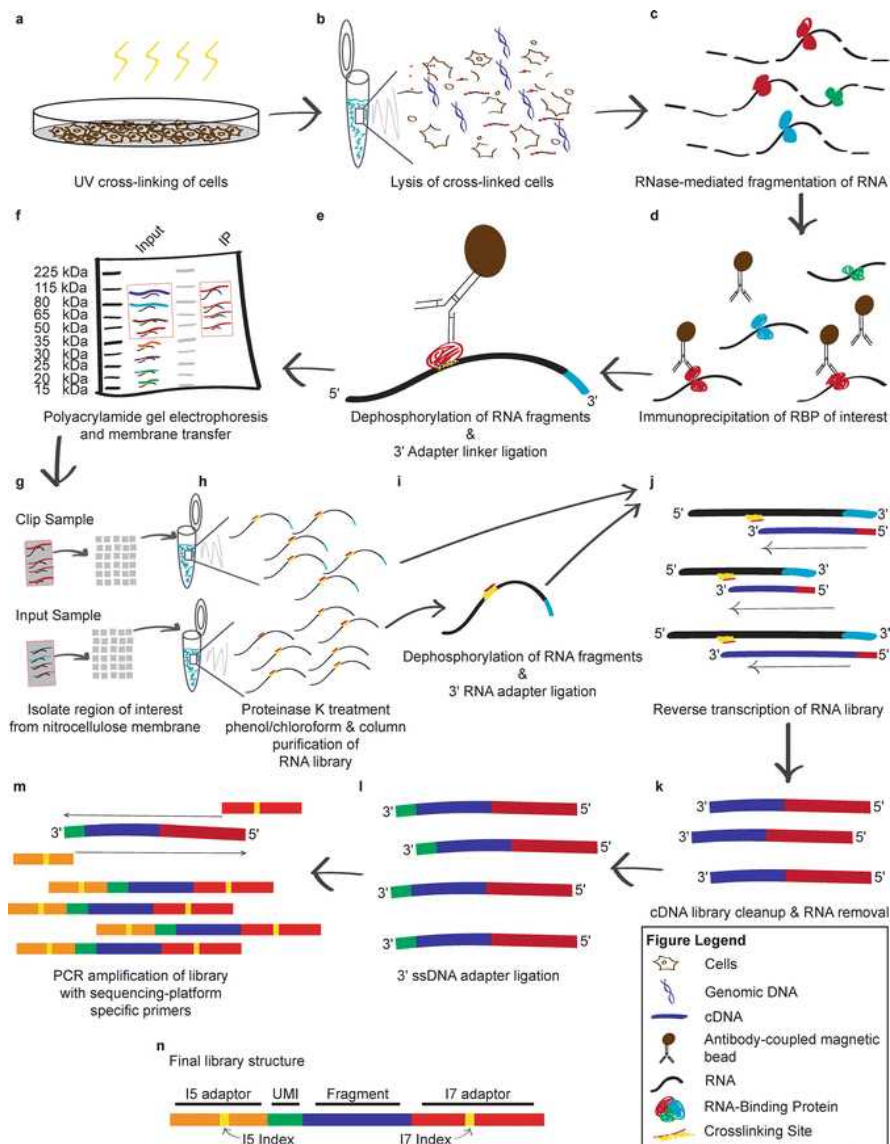 a
b
c
UV cross-linking of cells
Lysis of cross-linked cells
RNase-mediated fragmentation of RNA
f
e
d
Input
IP
225 kDa
115 kDa
80 kDa
65 kDa
50 kDa
35 kDa
30 kDa
25 kDa
20 kDa
15 kDa
5'
3'
Polyacrylamide gel electrophoresis
and membrane transfer
Dephosphorylation of RNA fragments
&
3' Adapter linker ligation
Immunoprecipitation of RBP of interest
g
h
i
j
Clip Sample
Input Sample
5'
3'
3'
5'
5'
3'
3'
5'
5'
3'
3'
5'
Isolate region of interest
from nitrocellulose membrane
Proteinase K treatment
phenol/chloroform & column
purification of
RNA library
Dephosphorylation of RNA fragments
&
3' RNA adapter ligation
Reverse transcription of RNA library
m
l
k
3'
5'
3'
5'
3'
5'
3'
5'
3'
5'
3'
5'
3'
5'
3'
5'
PCR amplification of library
with sequencing-platform
specific primers
3' ssDNA adapter ligation
cDNA library cleanup & RNA removal
Figure Legend
Cells
Genomic DNA
cDNA
Antibody-coupled magnetic
bead
RNA
RNA-Binding Protein
Crosslinking Site
n
Final library structure
I5 adaptor
UMI
Fragment
I7 adaptor
I5 Index
I7 Index